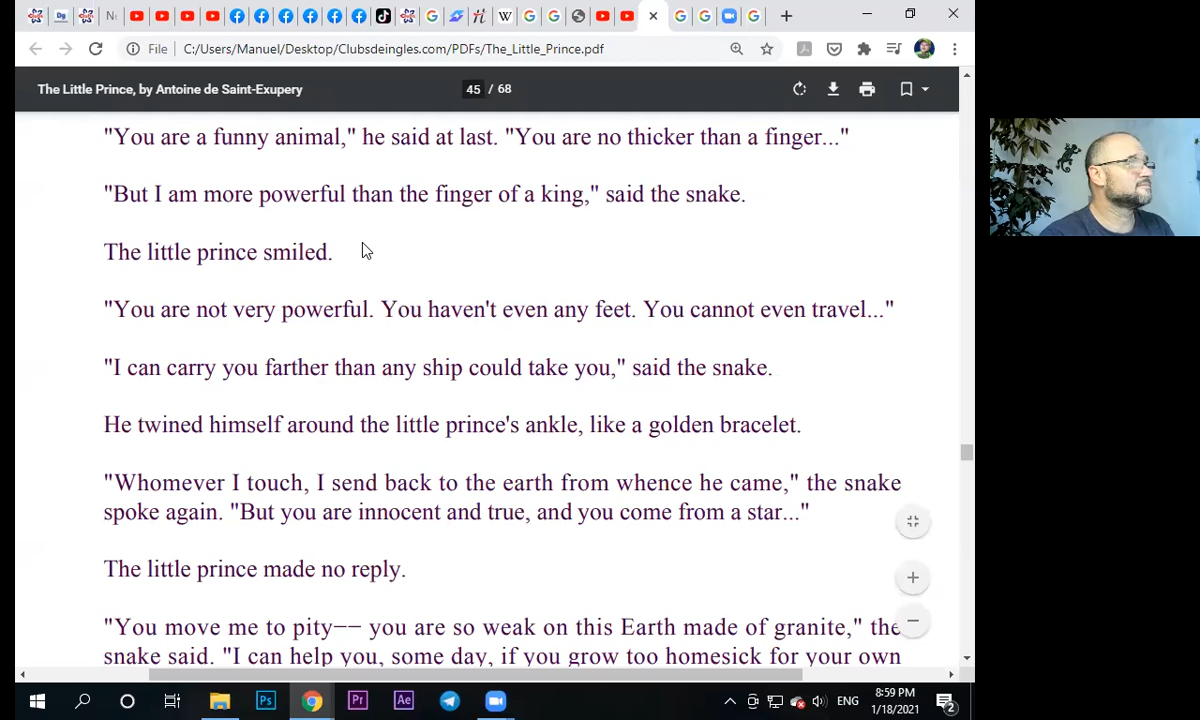 File C:/Users/Manuel/Desktop/Clubsdeingles.com/PDFs/The_Little_Prince.pdf
The Little Prince, by Antoine de Saint-Exupery 45 / 68
"You are a funny animal," he said at last. "You are no thicker than a finger..."
"But I am more powerful than the finger of a king," said the snake.
The little prince smiled.
"You are not very powerful. You haven't even any feet. You cannot even travel..."
"I can carry you farther than any ship could take you," said the snake.
He twined himself around the little prince's ankle, like a golden bracelet.
"Whomever I touch, I send back to the earth from whence he came," the snake
spoke again. "But you are innocent and true, and you come from a star..."
The little prince made no reply.
"You move me to pity−− you are so weak on this Earth made of granite," the
snake said. "I can help you, some day, if you grow too homesick for your own
Ps Pr Ae ENG 8:59 PM
1/18/2021 2